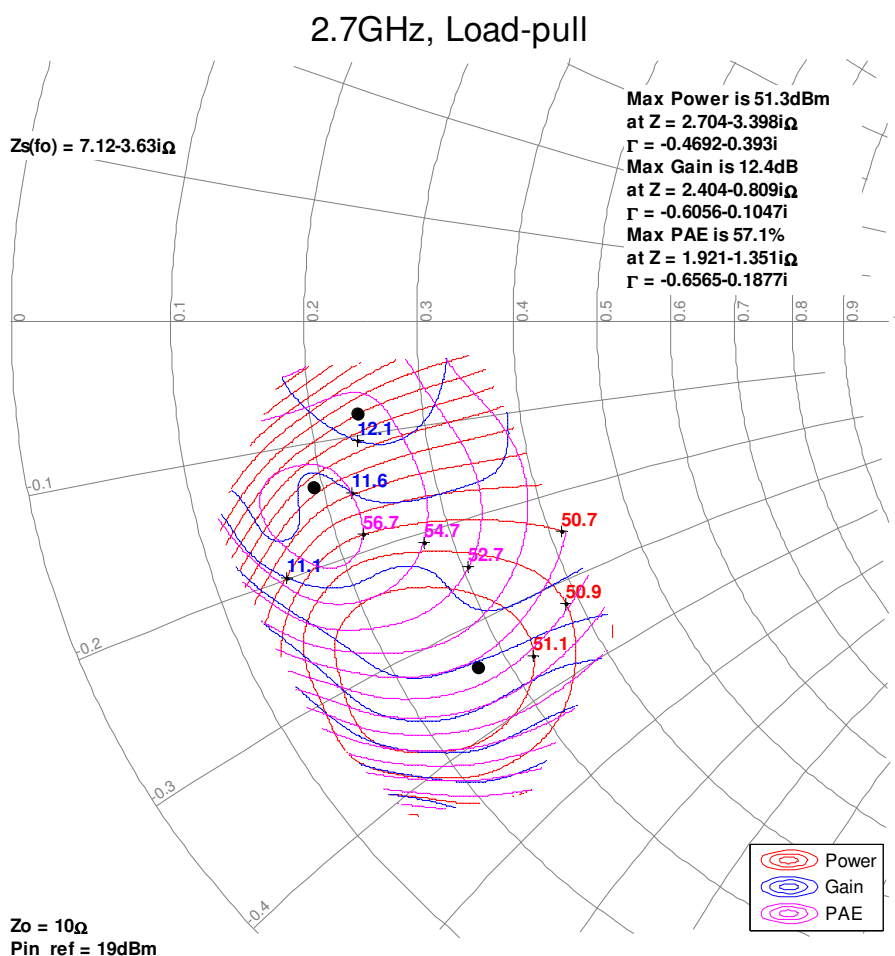 2.7GHz, Load-pull
Max Power is 51.3dBm
at Z = 2.704-3.398iΩ
Γ = -0.4692-0.393i
Max Gain is 12.4dB
at Z = 2.404-0.809iΩ
Γ = -0.6056-0.1047i
Max PAE is 57.1%
at Z = 1.921-1.351iΩ
Γ = -0.6565-0.1877i
Zs(fo) = 7.12-3.63iΩ
0
0.1
0.2
0.3
0.4
0.5
0.6
0.7
0.8
0.9
12.1
11.6
-0.1
56.7
54.7
50.7
52.7
11.1
50.9
51.1
-0.2
-0.3
-0.4
Power
Gain
PAE
Zo = 10Ω
Pin ref = 19dBm